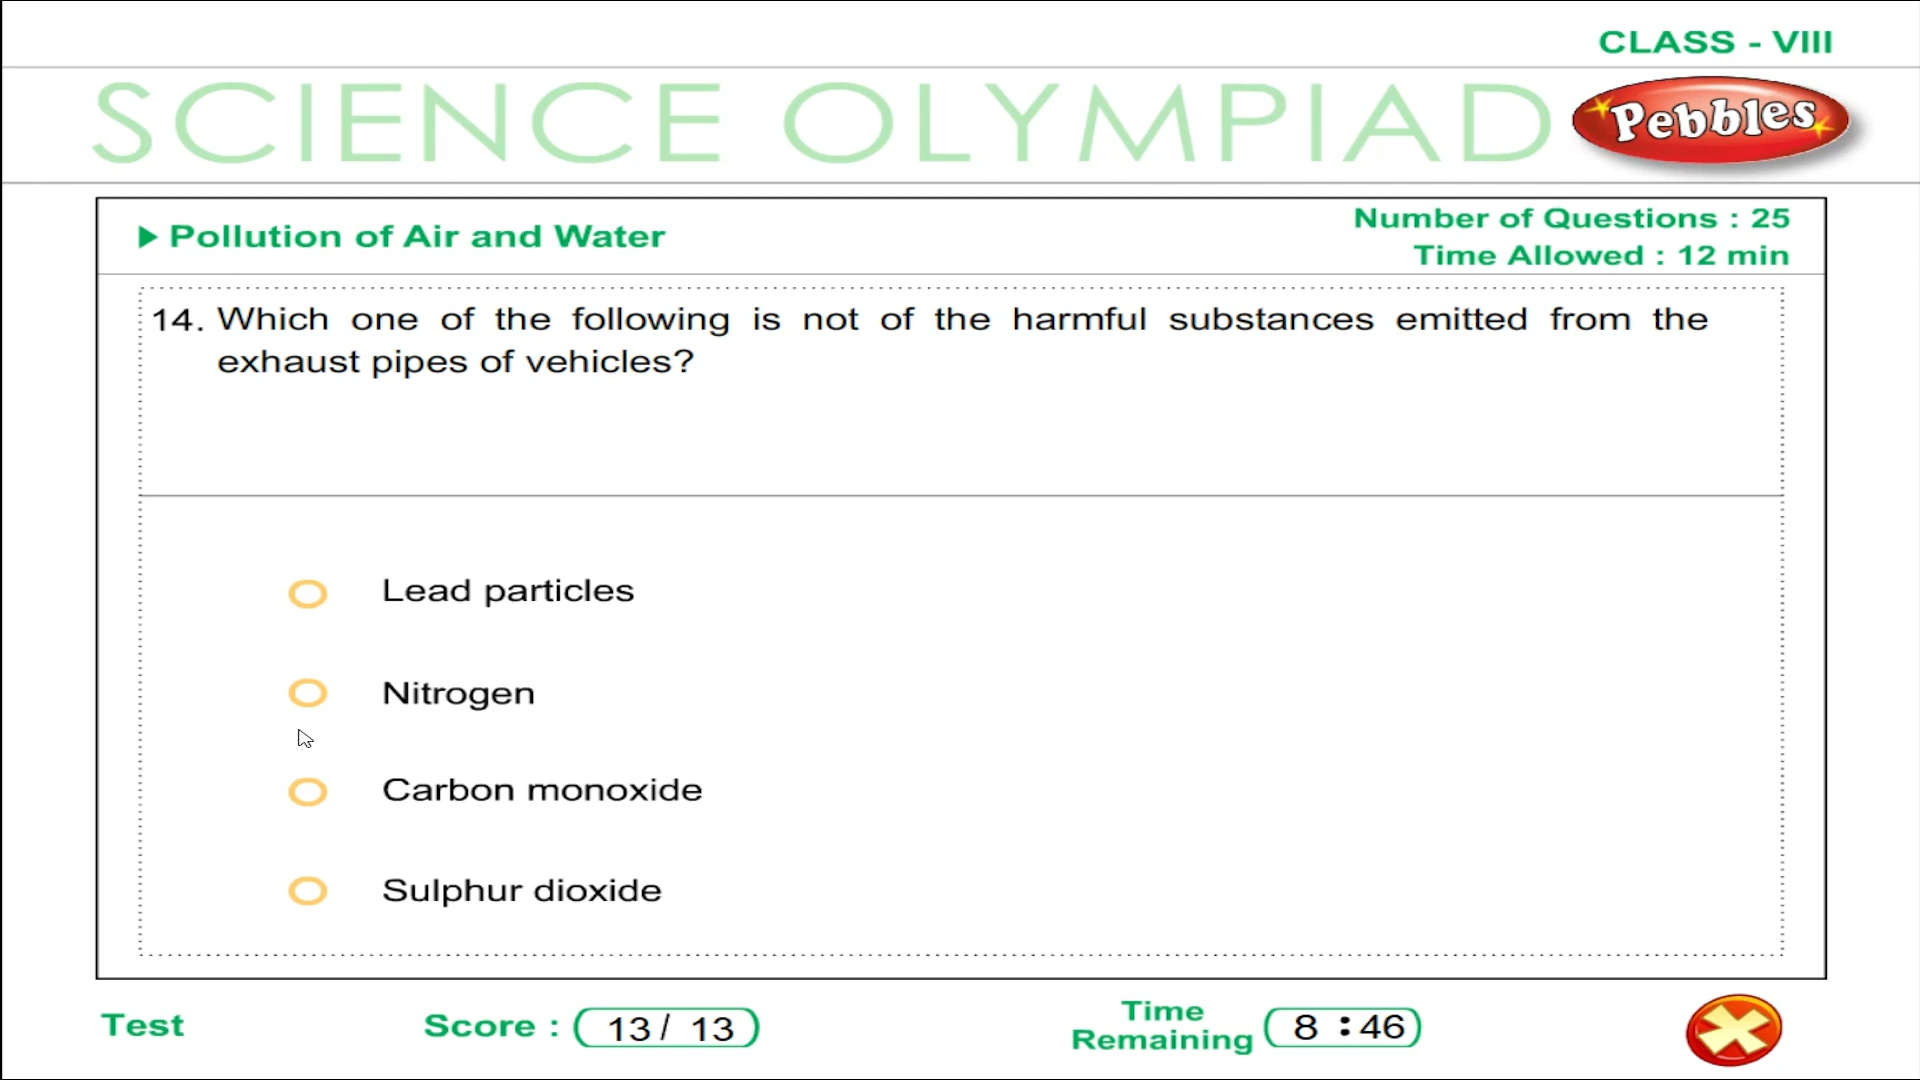 CLASS - VIII
SCIENCE OLYMPIAD
Pebbles
Pollution of Air and Water
Number of Questions : 25
Time Allowed : 12 min
14. Which one of the following is not of the harmful substances emitted from the
exhaust pipes of vehicles?
Lead particles
Nitrogen
Carbon monoxide
Sulphur dioxide
Test
Score : 13 / 13
Time
Remaining 8 : 46